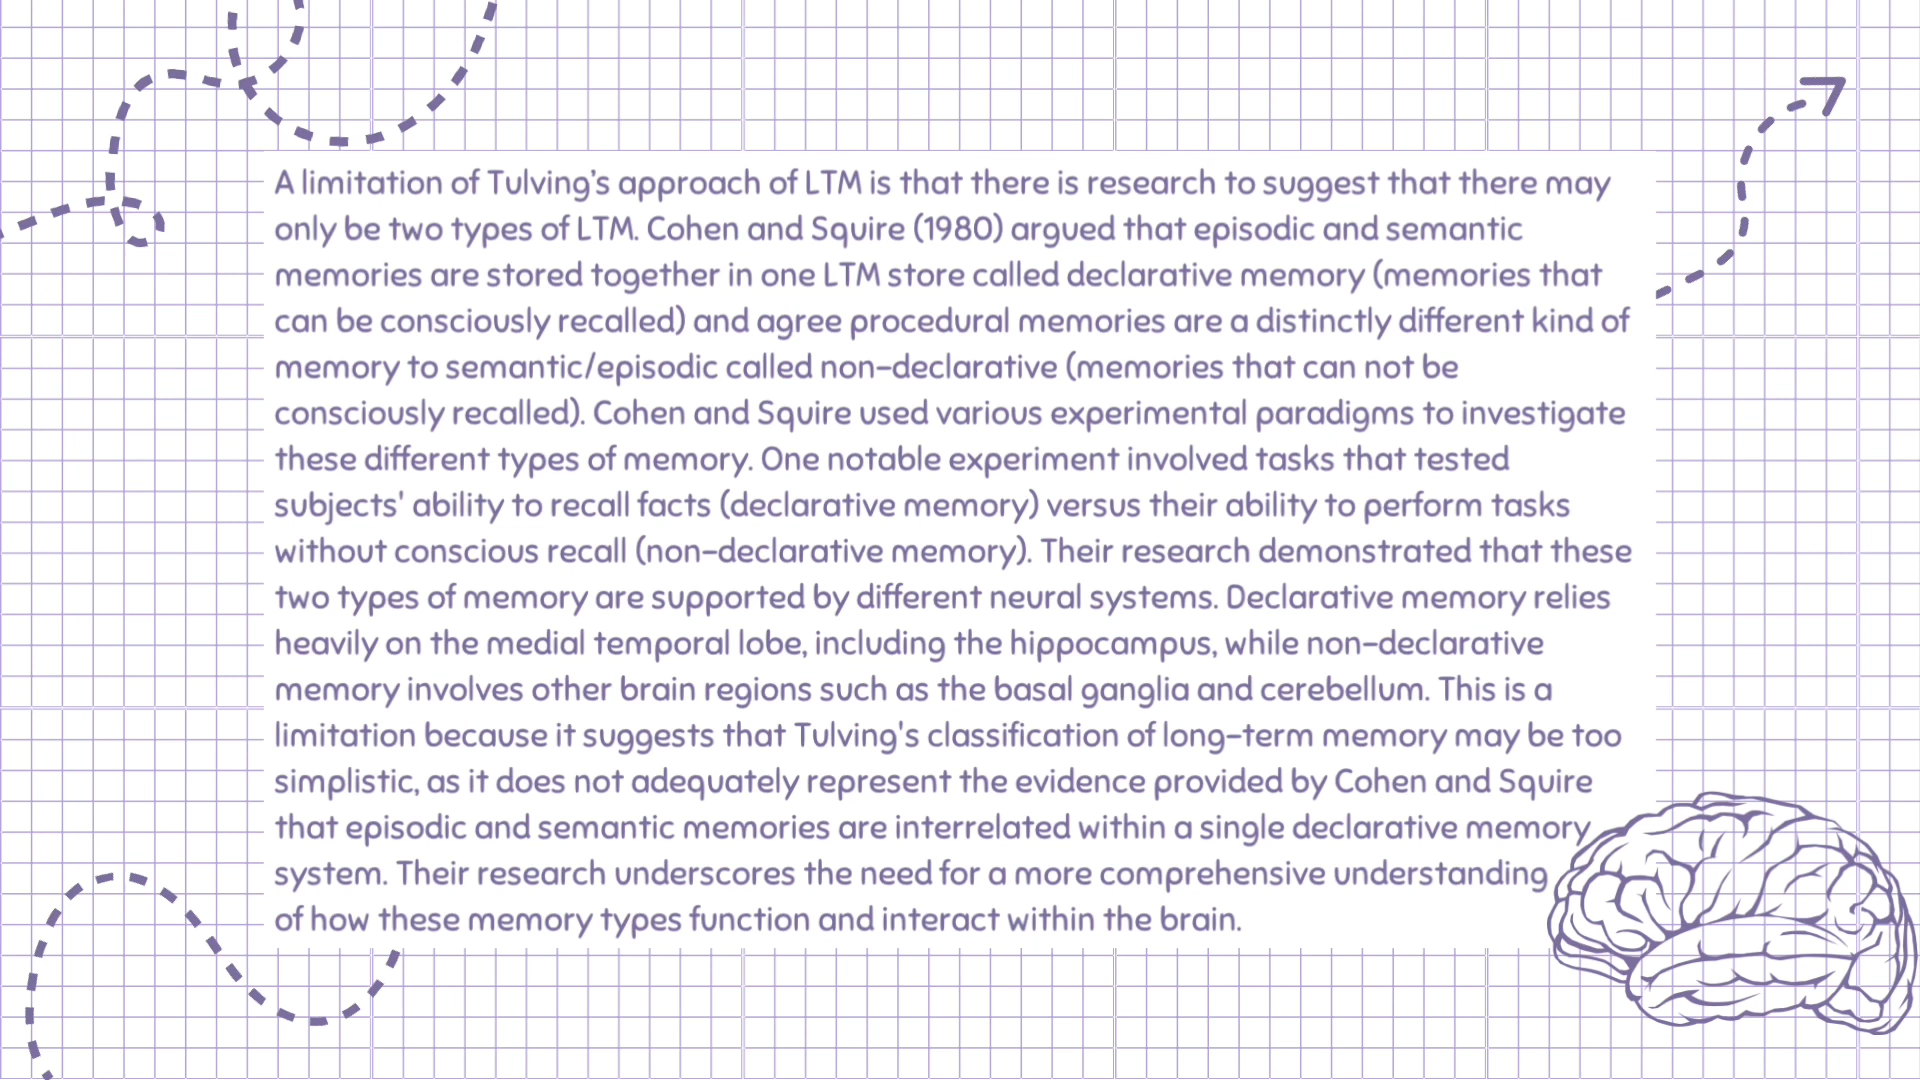 A limitation of Tulving’s approach of LTM is that there is research to suggest that there may
only be two types of LTM. Cohen and Squire (1980) argued that episodic and semantic
memories are stored together in one LTM store called declarative memory (memories that
can be consciously recalled) and agree procedural memories are a distinctly different kind of
memory to semantic/episodic called non-declarative (memories that can not be
consciously recalled). Cohen and Squire used various experimental paradigms to investigate
these different types of memory. One notable experiment involved tasks that tested
subjects' ability to recall facts (declarative memory) versus their ability to perform tasks
without conscious recall (non-declarative memory). Their research demonstrated that these
two types of memory are supported by different neural systems. Declarative memory relies
heavily on the medial temporal lobe, including the hippocampus, while non-declarative
memory involves other brain regions such as the basal ganglia and cerebellum. This is a
limitation because it suggests that Tulving's classification of long-term memory may be too
simplistic, as it does not adequately represent the evidence provided by Cohen and Squire
that episodic and semantic memories are interrelated within a single declarative memory
system. Their research underscores the need for a more comprehensive understanding
of how these memory types function and interact within the brain.